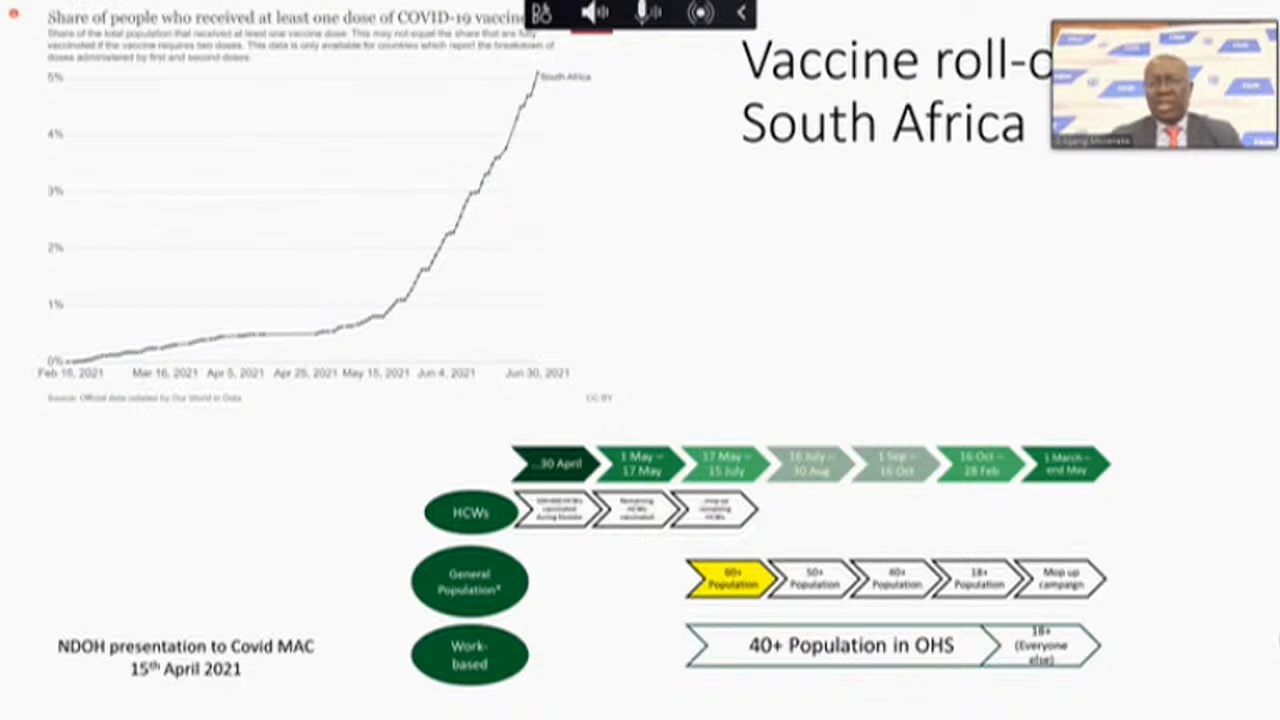 Share of people who received at least one dose of COVID-19 vaccine
Share of the total population that received at least one vaccine dose. This may not equal the share that are fully
vaccinated if the vaccine requires two doses. This data is only available for countries which report the breakdown of
doses administered by first and second doses.
Vaccine roll-o
South Africa
5%
South Africa
4%
3%
2%
1%
0%
Feb 16, 2021
Mar 16, 2021
Apr 5, 2021
Apr 25, 2021
May 15, 2021
Jun 4, 2021
Jun 30, 2021
Source: Official data collated by Our World in Data
CC BY
...30 April
1 May –
17 May
17 May –
15 July
16 July –
30 Aug
1 Sep –
16 Oct
16 Oct –
28 Feb
1 March –
end May
HCWs
vaccinated
Remaining
HCWs
vaccinated
remaining
HCWs
General
Population*
60+
Population
50+
Population
40+
Population
18+
Population
Mop up
campaign
Work-
based
40+ Population in OHS
18+
(Everyone
else)
NDOH presentation to Covid MAC
15th April 2021